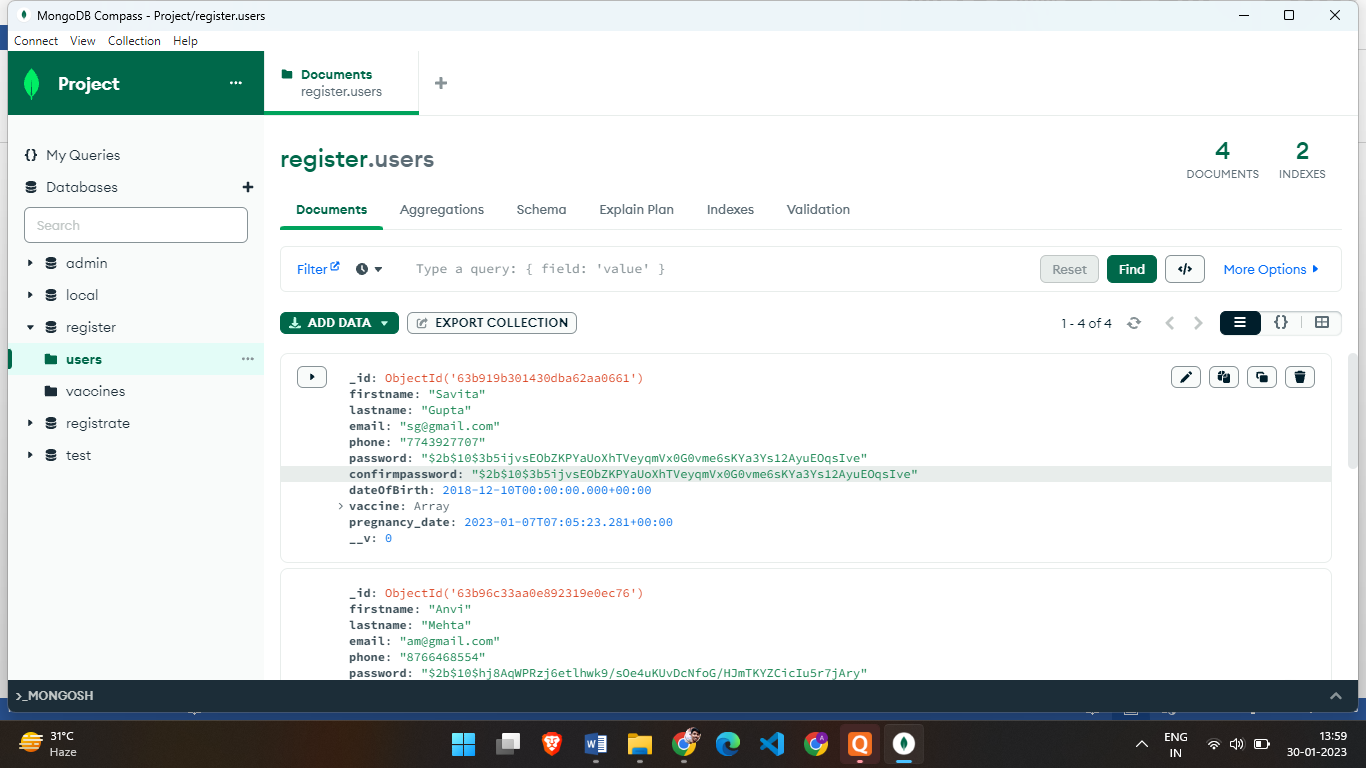 MongoDB Compass - Project/register.users
Connect View Collection Help
Project
Documents
register.users
My Queries
Databases
Search
admin
local
register
users
vaccines
registrate
test
register.users
4
DOCUMENTS
2
INDEXES
Documents Aggregations Schema Explain Plan Indexes Validation
Filter Type a query: { field: 'value' } Reset Find </> More Options
ADD DATA EXPORT COLLECTION 1 - 4 of 4 {}
_id: ObjectId('63b919b301430dba62aa0661')
firstname: "Savita"
lastname: "Gupta"
email: "sg@gmail.com"
phone: "7743927707"
password: "$2b$10$3b5ijvsEObZKPYaUoXhTVeyqmVx0G0vme6sKYa3Ys12AyuEOqsIve"
confirmpassword: "$2b$10$3b5ijvsEObZKPYaUoXhTVeyqmVx0G0vme6sKYa3Ys12AyuEOqsIve"
dateOfBirth: 2018-12-10T00:00:00.000+00:00
vaccine: Array
pregnancy_date: 2023-01-07T07:05:23.281+00:00
__v: 0
_id: ObjectId('63b96c33aa0e892319e0ec76')
firstname: "Anvi"
lastname: "Mehta"
email: "am@gmail.com"
phone: "8766468554"
password: "$2b$10$hj8AqWPRzj6etlhwk9/sOe4uKUvDcNfoG/HJmTKYZCicIu5r7jAry"
>_MONGOSH
31°C
Haze
ENG
IN
13:59
30-01-2023